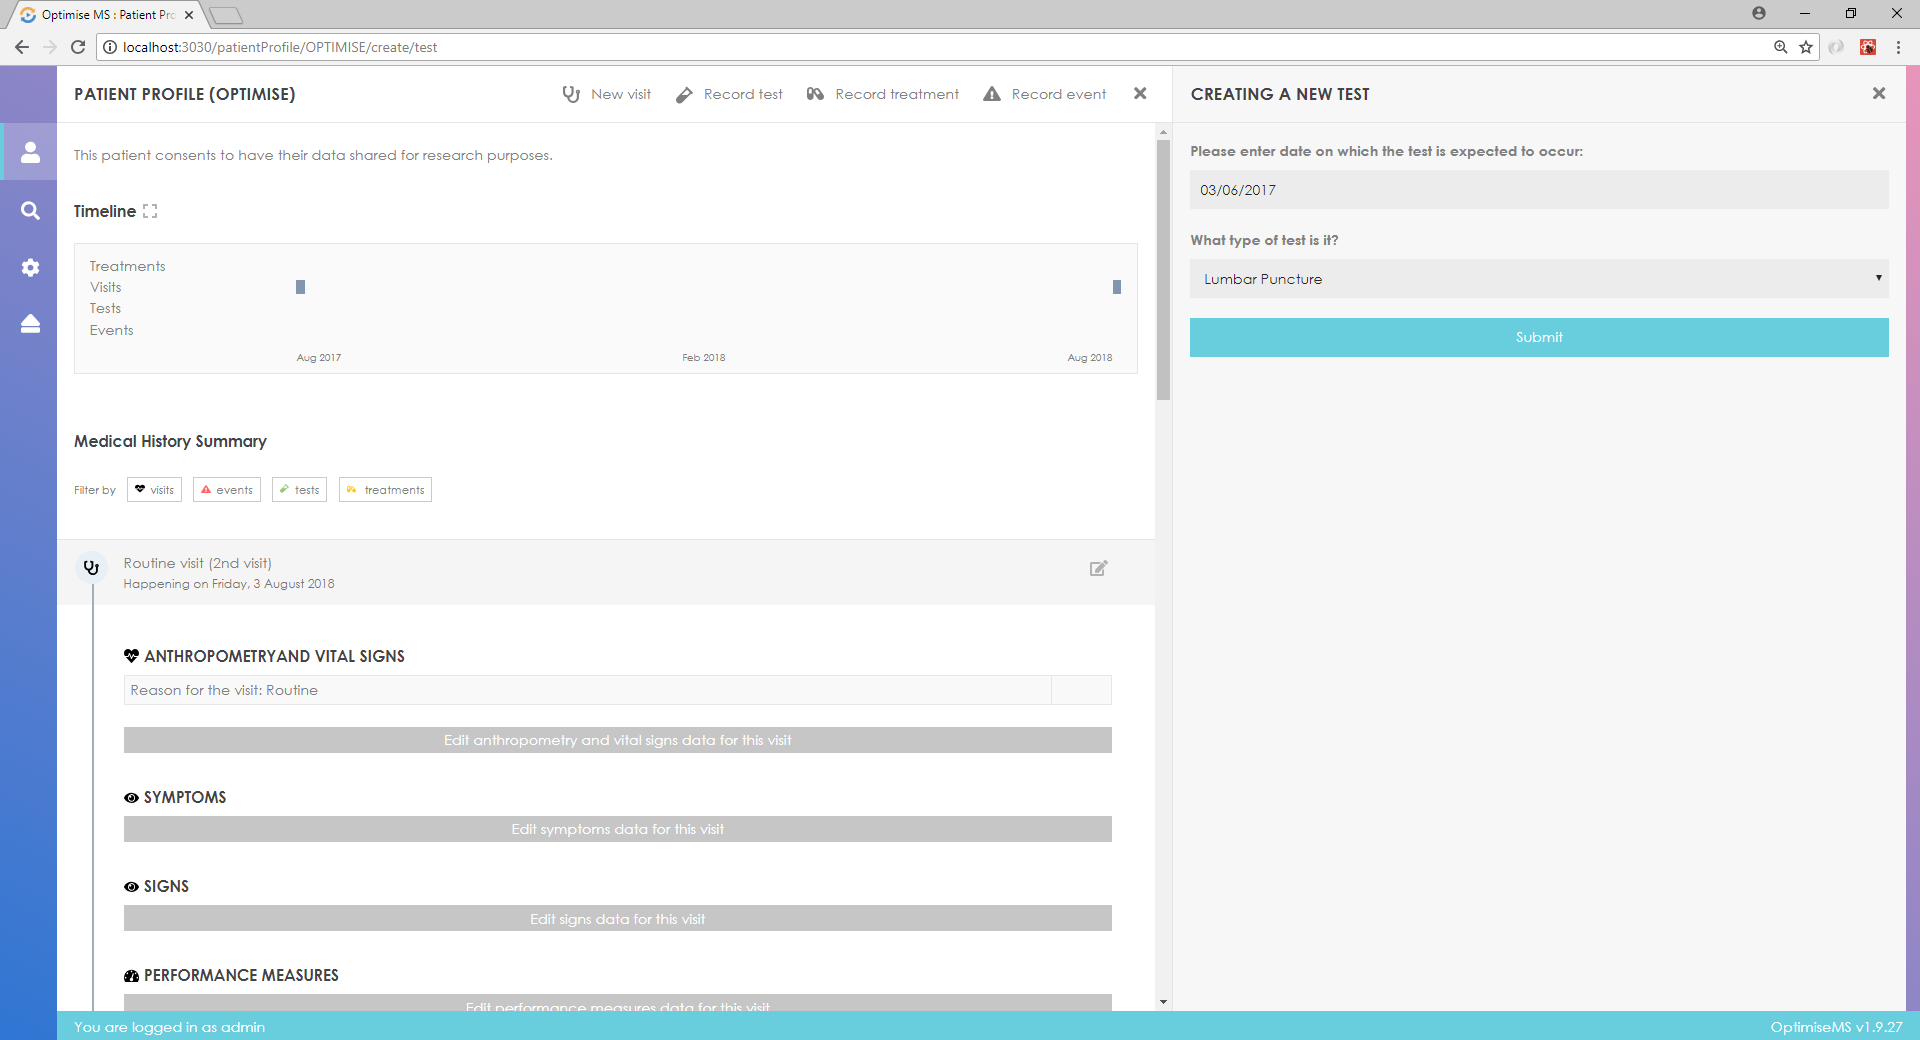 Optimise MS : Patient Pro
localhost:3030/patientProfile/OPTIMISE/create/test
PATIENT PROFILE (OPTIMISE)
New visit
Record test
Record treatment
Record event
This patient consents to have their data shared for research purposes.
Timeline
Treatments
Visits
Tests
Events
Aug 2017
Feb 2018
Aug 2018
Medical History Summary
Filter by
visits
events
tests
treatments
Routine visit (2nd visit)
Happening on Friday, 3 August 2018
ANTHROPOMETRYAND VITAL SIGNS
Reason for the visit: Routine
Edit anthropometry and vital signs data for this visit
SYMPTOMS
Edit symptoms data for this visit
SIGNS
Edit signs data for this visit
PERFORMANCE MEASURES
Edit performance measures data for this visit
CREATING A NEW TEST
Please enter date on which the test is expected to occur:
03/06/2017
What type of test is it?
Lumbar Puncture
Submit
You are logged in as admin
OptimiseMS v1.9.27